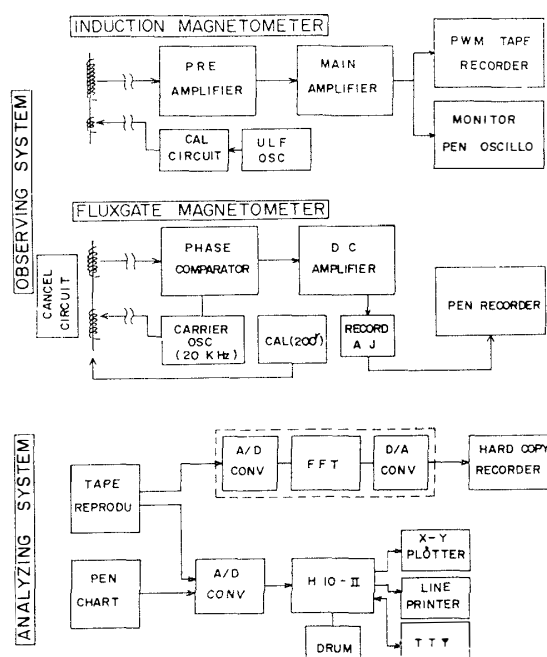 INDUCTION MAGNETOMETER
PRE
AMPLIFIER
MAIN
AMPLIFIER
PWM TAPE
RECORDER
MONITOR
PEN OSCILLO
CAL
CIRCUIT
ULF
OSC
OBSERVING SYSTEM
FLUXGATE MAGNETOMETER
CANCEL
CIRCUIT
PHASE
COMPARATOR
DC
AMPLIFIER
PEN RECORDER
CARRIER
OSC
(20 KHz)
CAL(200γ)
RECORD
A J
ANALYZING SYSTEM
A/D
CONV
FFT
D/A
CONV
HARD COPY
RECORDER
TAPE
REPRODU
PEN
CHART
A/D
CONV
H 10-II
X-Y
PLOTTER
LINE
PRINTER
DRUM
TTY